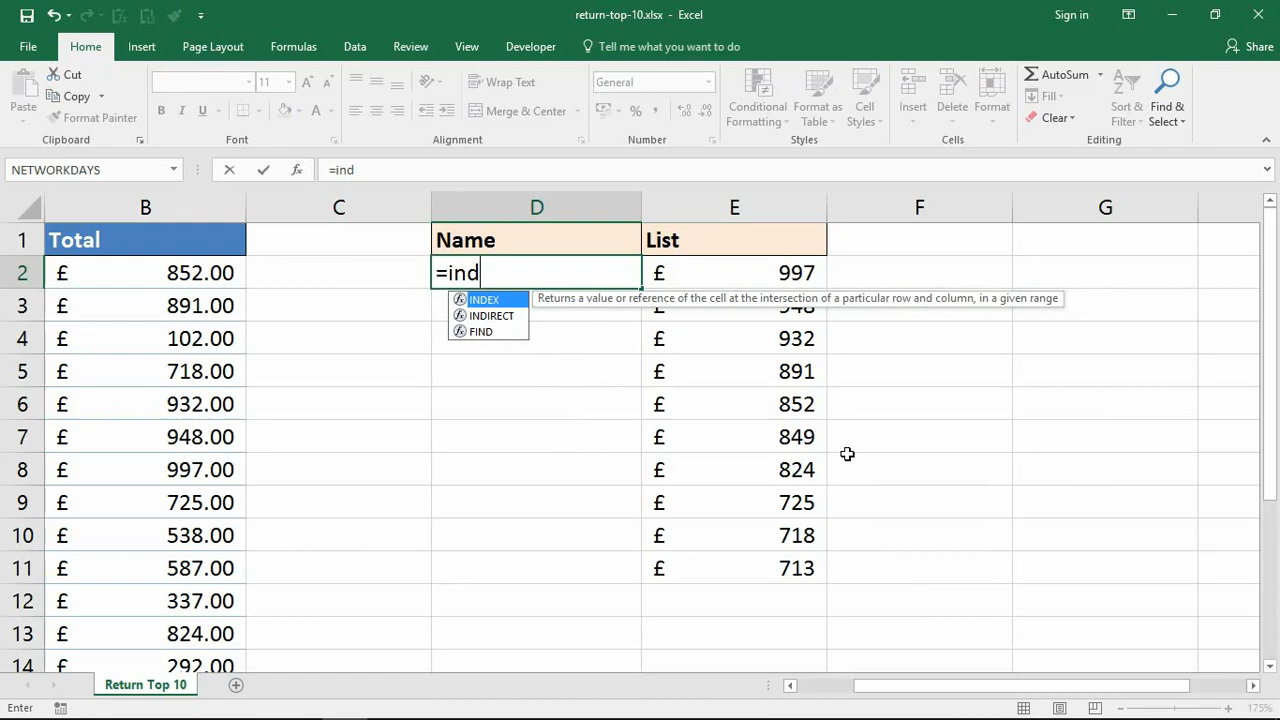 return-top-10.xlsx - Excel
Sign in
File Home Insert Page Layout Formulas Data Review View Developer Tell me what you want to do Share
Paste
Cut
Copy
Format Painter
Clipboard
11
B I U
Font
Wrap Text
Merge & Center
Alignment
General
%
Number
Conditional Formatting
Format as Table
Cell Styles
Styles
Insert
Delete
Format
Cells
AutoSum
Fill
Clear
Sort & Filter
Find & Select
Editing
NETWORKDAYS fx =ind
B C D E F G
1 Total Name List
2 £ 852.00 =ind £ 997
INDEX Returns a value or reference of the cell at the intersection of a particular row and column, in a given range
INDIRECT
FIND
3 £ 891.00
4 £ 102.00 £ 932
5 £ 718.00 £ 891
6 £ 932.00 £ 852
7 £ 948.00 £ 849
8 £ 997.00 £ 824
9 £ 725.00 £ 725
10 £ 538.00 £ 718
11 £ 587.00 £ 713
12 £ 337.00
13 £ 824.00
14 £ 292.00
Return Top 10
Enter 175%